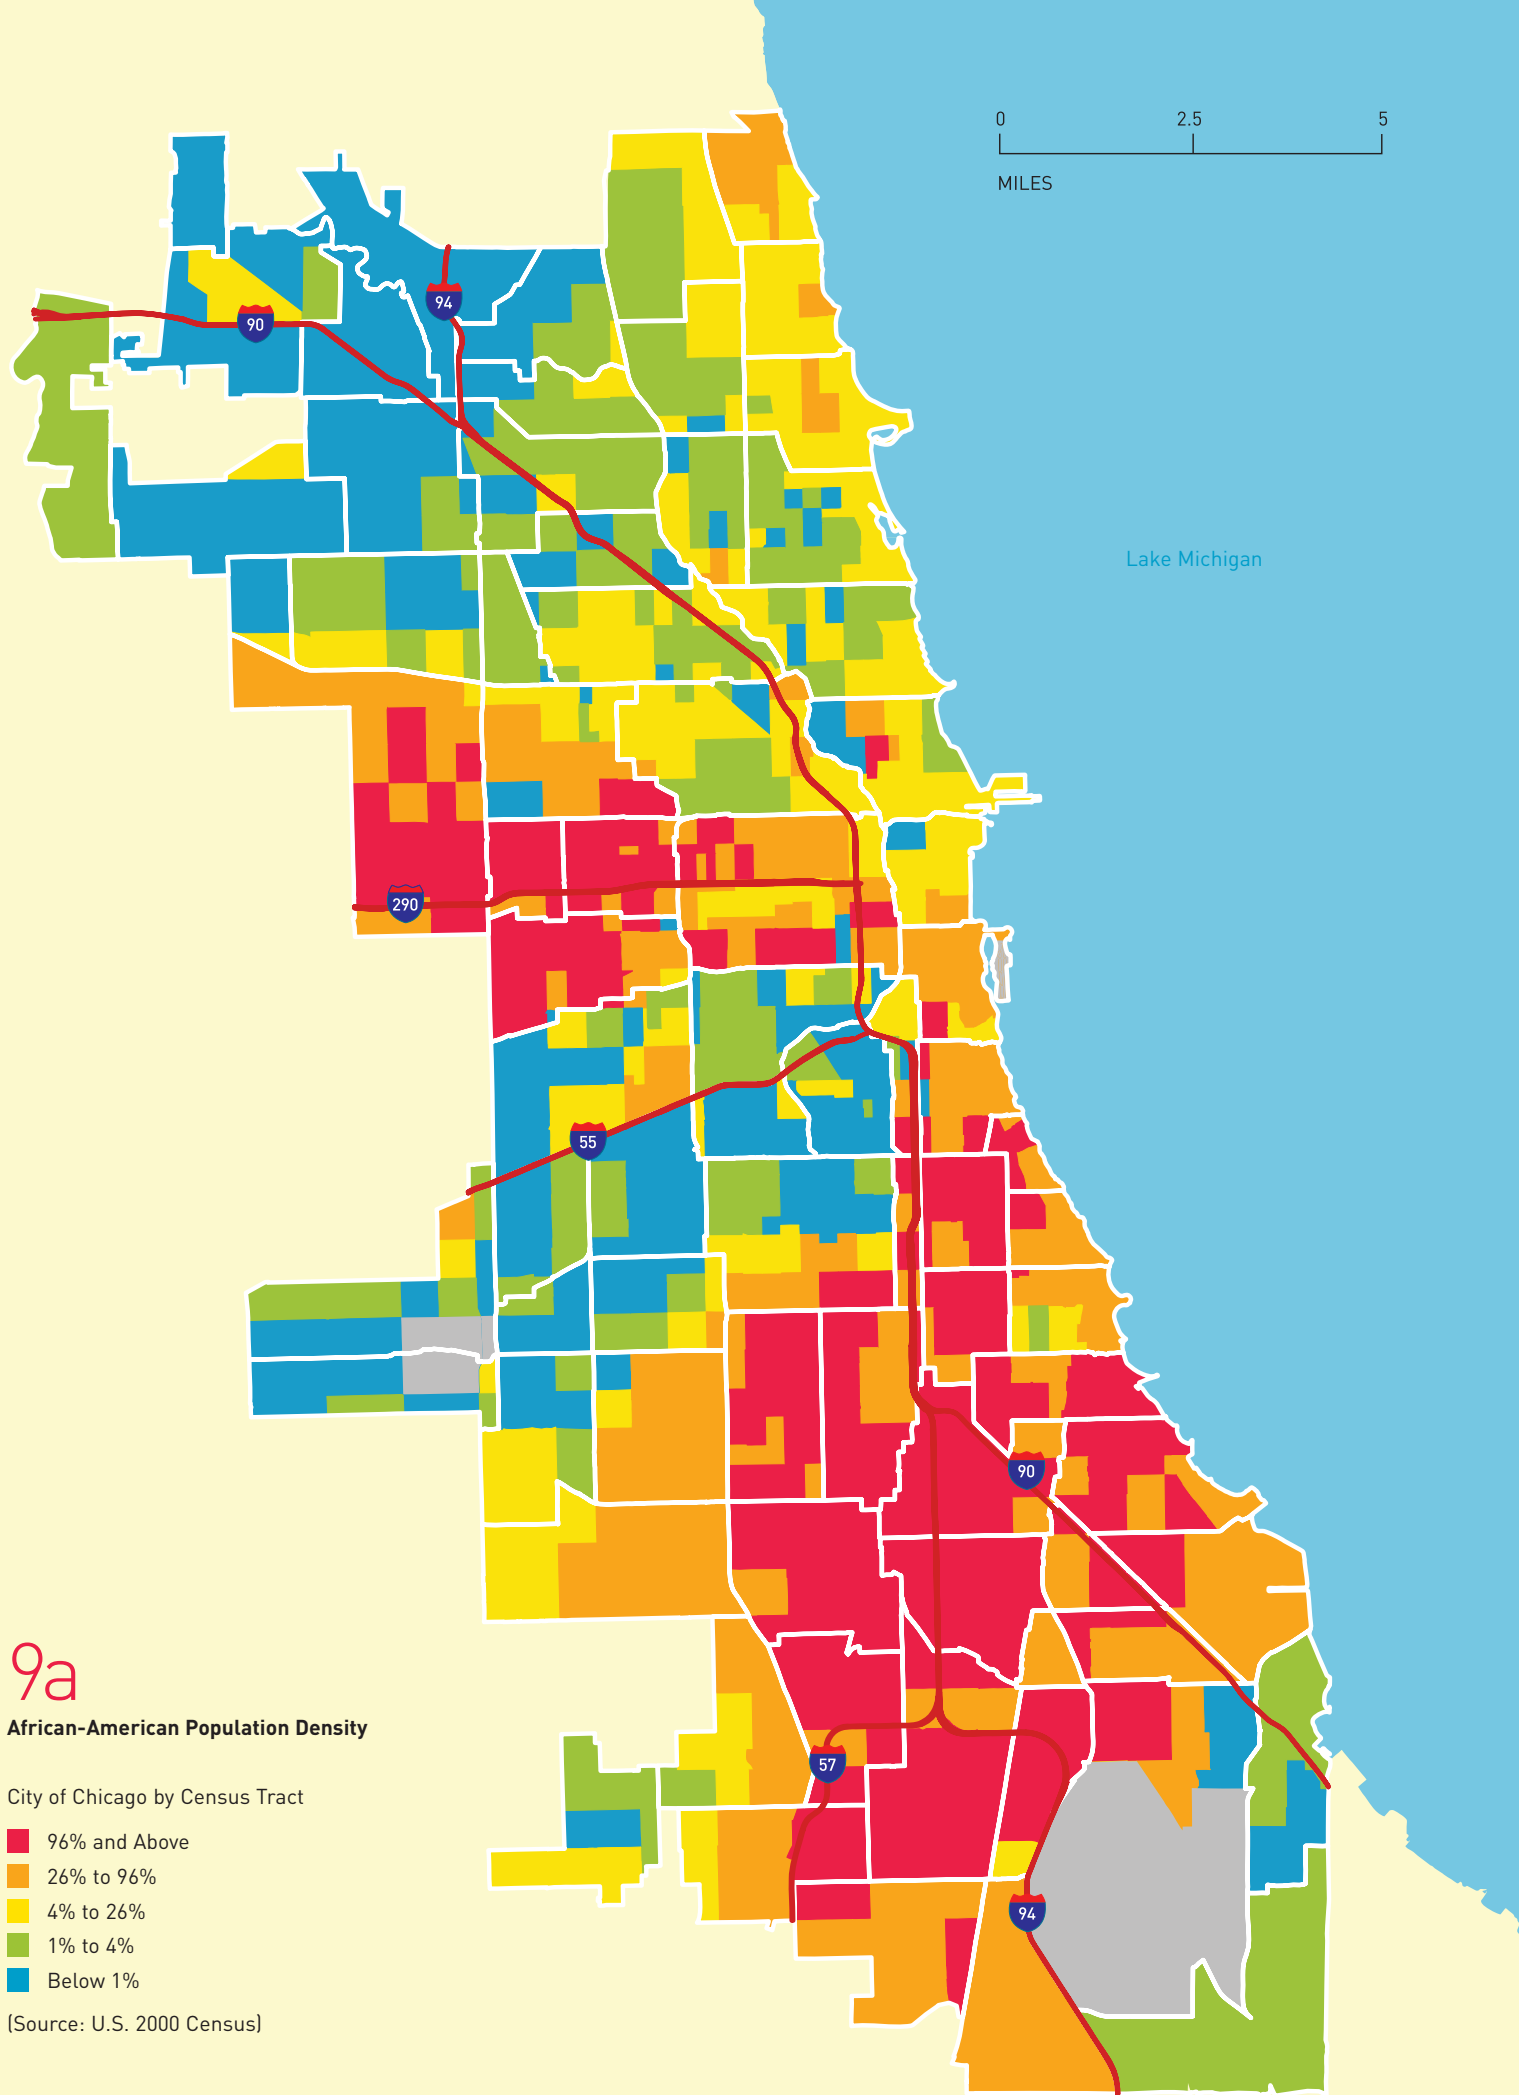 0 2.5 5
MILES
94
90
Lake Michigan
290
55
90
9a
African-American Population Density
57
City of Chicago by Census Tract
96% and Above
26% to 96%
4% to 26%
94
1% to 4%
Below 1%
(Source: U.S. 2000 Census)